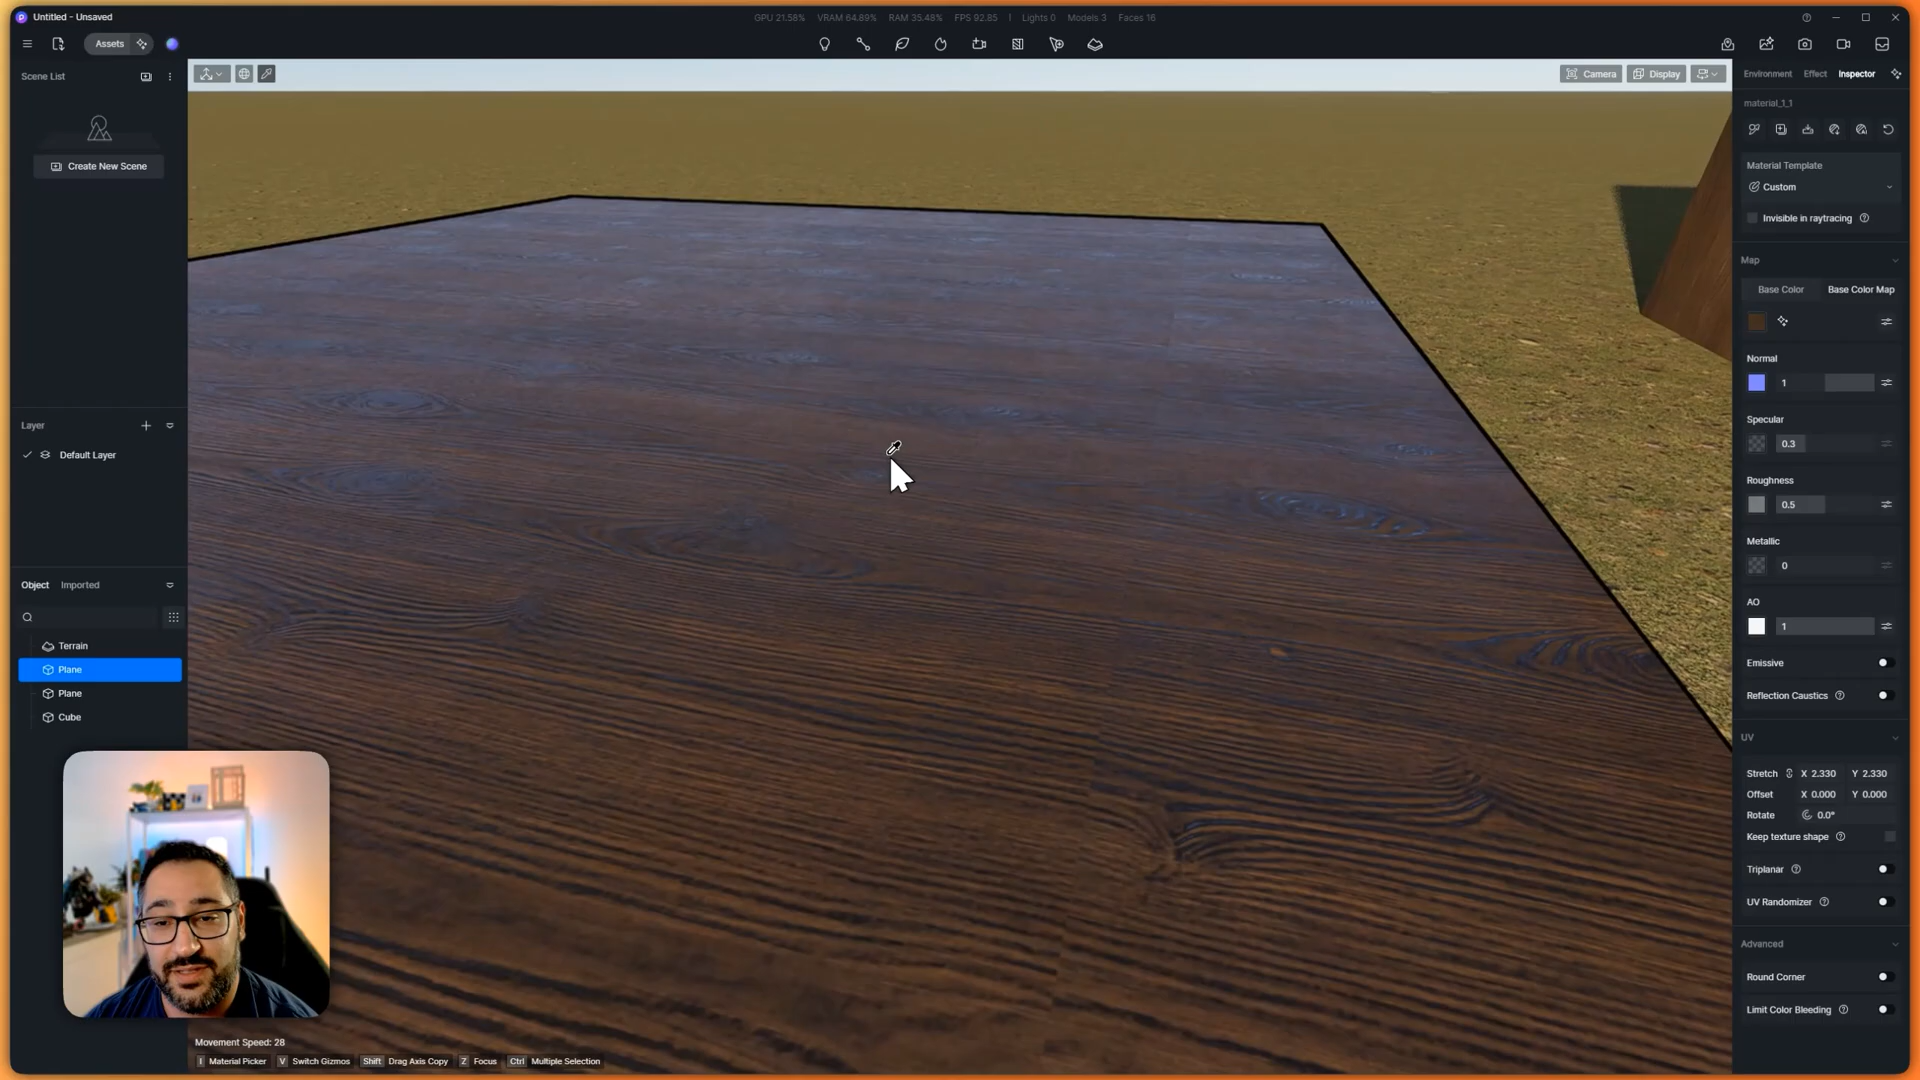 Untitled - Unsaved
GPU 21.58% VRAM 64.89% RAM 35.48% FPS 92.85 | Lights 0 Models 3 Faces 16
Assets
Scene List
Camera
Display
Environment Effect Inspector
material_1_1
Create New Scene
Material Template
Custom
Invisible in raytracing
Map
Base Color Base Color Map
Normal
1
Specular
0.3
Layer
Default Layer
Roughness
0.5
Metallic
0
Object Imported
AO
1
Terrain
Plane
Plane
Cube
Emissive
Reflection Caustics
UV
Stretch X 2.330 Y 2.330
Offset X 0.000 Y 0.000
Rotate 0.0°
Keep texture shape
Triplanar
UV Randomizer
Advanced
Round Corner
Limit Color Bleeding
Movement Speed: 28
I Material Picker V Switch Gizmos Shift Drag Axis Copy Z Focus Ctrl Multiple Selection